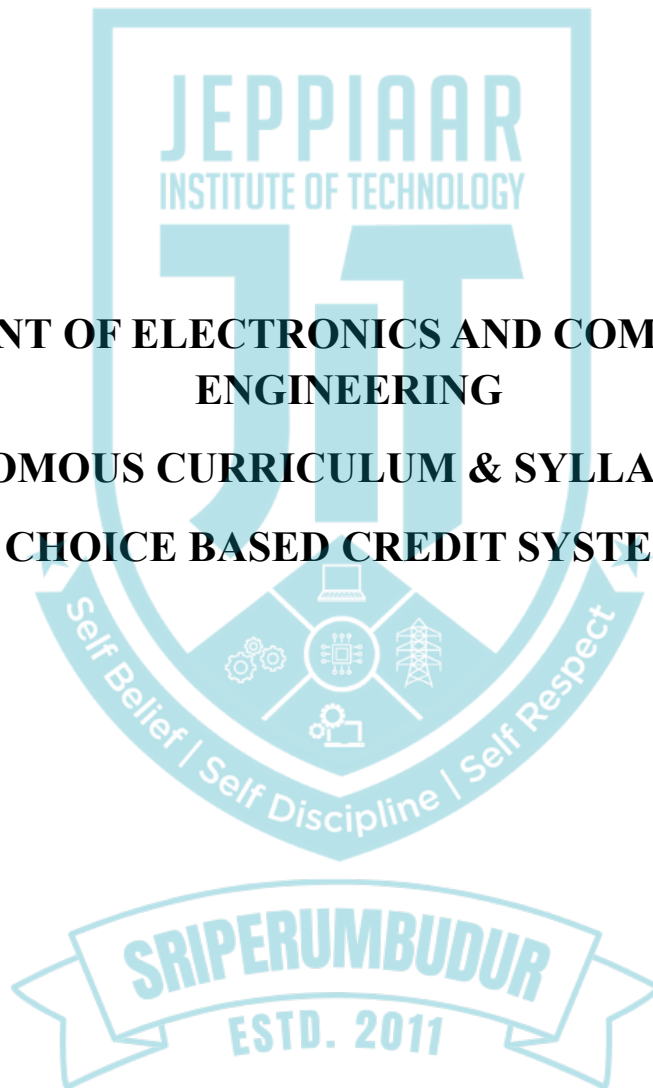 JEPPIAAR
INSTITUTE OF TECHNOLOGY
JIT
NT OF ELECTRONICS AND COM
ENGINEERING
OMOUS CURRICULUM & SYLLA
CHOICE BASED CREDIT SYSTE
Self Belief | Self Discipline | Self Respect
SRIPERUMBUDUR
ESTD. 2011